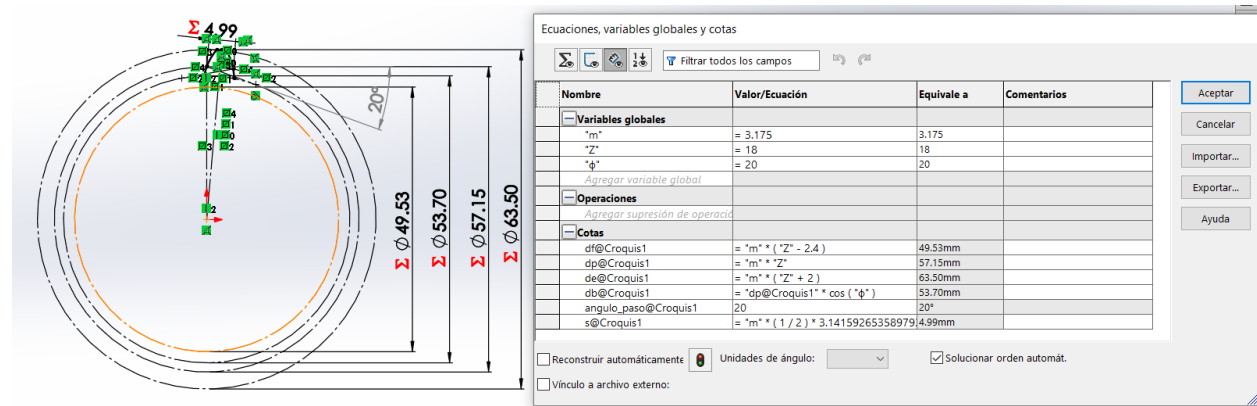 Σ 4.99
20°
Σ Ø 49.53
Σ Ø 53.70
Σ Ø 57.15
Σ Ø 63.50
Ecuaciones, variables globales y cotas
Filtrar todos los campos
Nombre Valor/Ecuación Equivale a Comentarios
Variables globales
"m" = 3.175 3.175
"Z" = 18 18
"ϕ" = 20 20
Agregar variable global
Operaciones
Agregar supresión de operació
Cotas
df@Croquis1 = "m" * ( "Z" - 2.4 ) 49.53mm
dp@Croquis1 = "m" * "Z" 57.15mm
de@Croquis1 = "m" * ( "Z" + 2 ) 63.50mm
db@Croquis1 = "dp@Croquis1" * cos ( "ϕ" ) 53.70mm
angulo_paso@Croquis1 20 20°
s@Croquis1 = "m" * ( 1 / 2 ) * 3.14159265358979 4.99mm
Aceptar
Cancelar
Importar...
Exportar...
Ayuda
Reconstruir automáticamente Unidades de ángulo: Solucionar orden automát.
Vínculo a archivo externo: